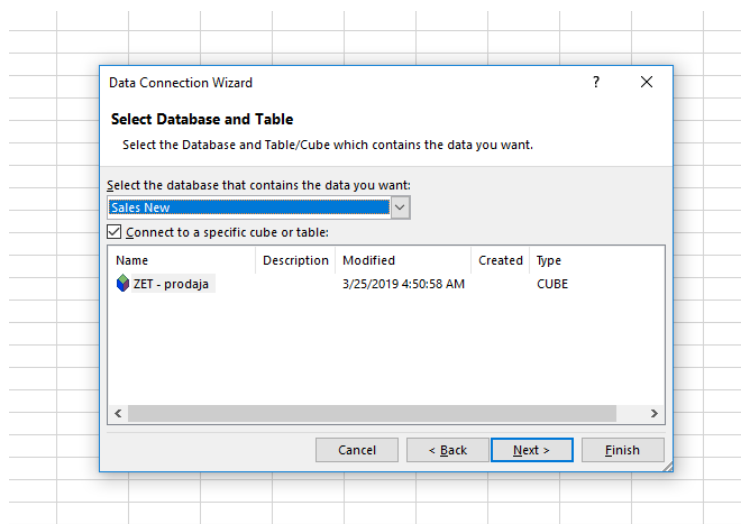 Data Connection Wizard ?
Select Database and Table
Select the Database and Table/Cube which contains the data you want.
Select the database that contains the data you want:
Sales New
Connect to a specific cube or table:
Name Description Modified Created Type
ZET - prodaja 3/25/2019 4:50:58 AM CUBE
Cancel < Back Next > Finish